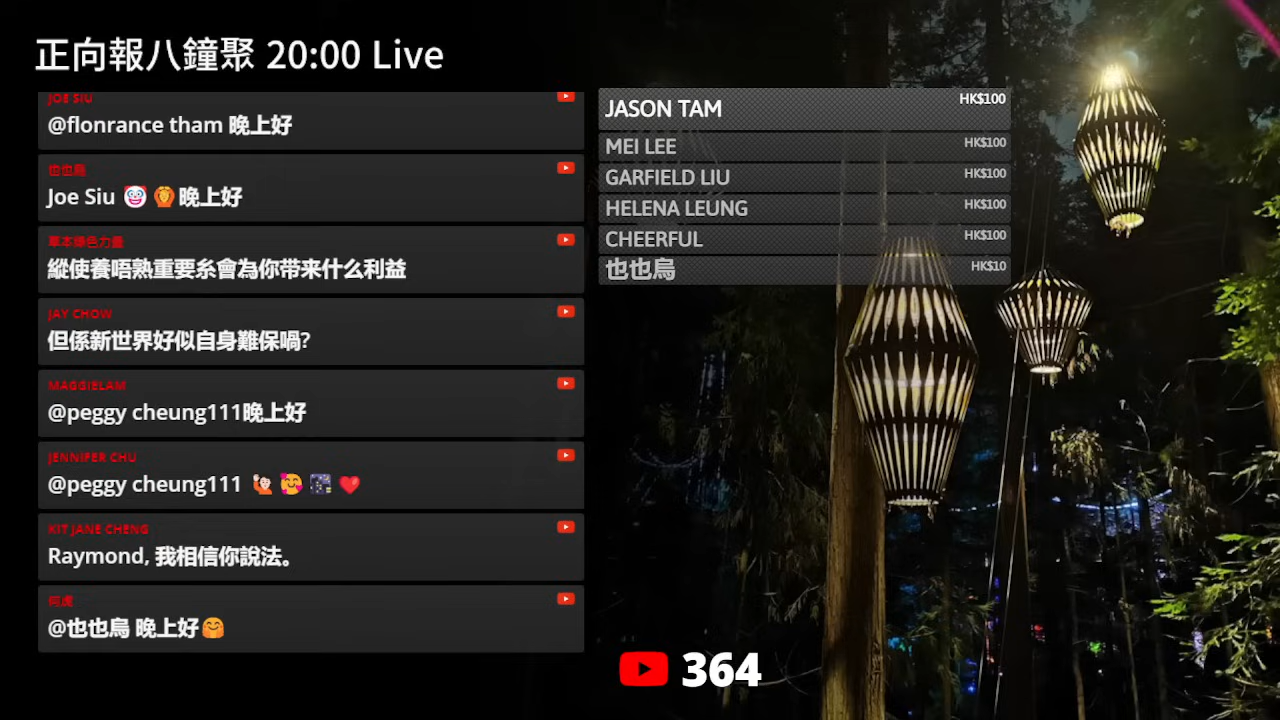 正向報八鐘聚 20:00 Live
JOE SIU
@flonrance tham 晚上好
也也烏
Joe Siu 🤡🦁晚上好
草本綠色力量
縱使養唔熟重要糸會為你带来什么利益
JAY CHOW
但係新世界好似自身難保喎?
MAGGIELAM
@peggy cheung111晚上好
JENNIFER CHU
@peggy cheung111 🙋🏻🥰🌌❤️
KIT JANE CHENG
Raymond, 我相信你說法。
何虔
@也也烏 晚上好🤗
JASON TAM HK$100
MEI LEE HK$100
GARFIELD LIU HK$100
HELENA LEUNG HK$100
CHEERFUL HK$100
也也烏 HK$10
364